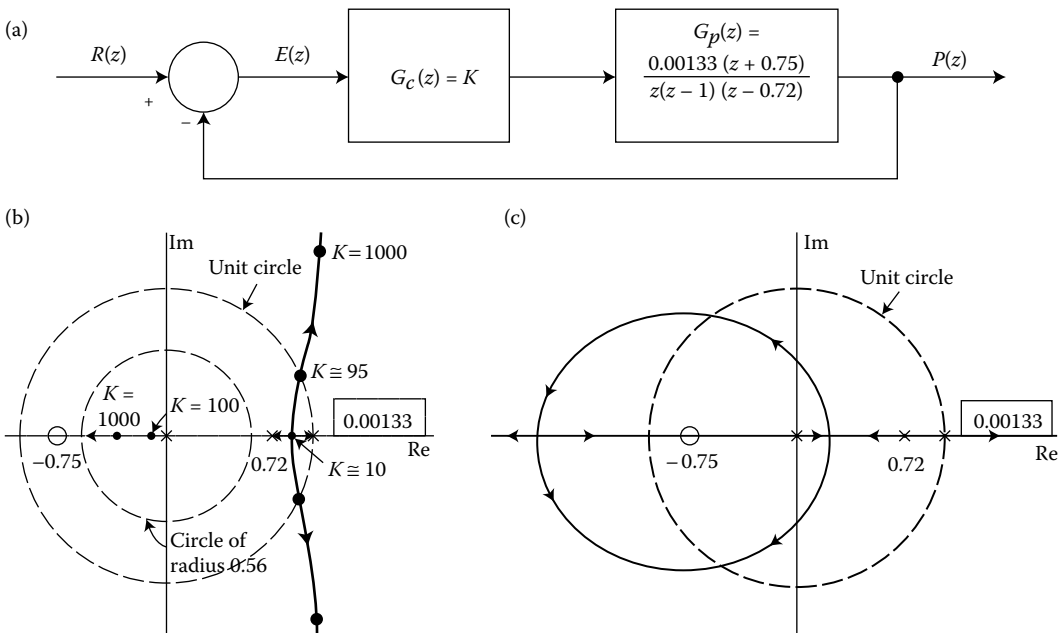 (a)
R(z)
+
−
E(z)
G_c(z) = K
G_p(z) =
0.00133 (z + 0.75)
z(z − 1) (z − 0.72)
P(z)
(b)
Im
Unit circle
K = 1000
K ≅ 95
K =
1000
K = 100
0.00133
Re
−0.75
0.72
K ≅ 10
Circle of
radius 0.56
(c)
Im
Unit circle
0.00133
Re
−0.75
0.72